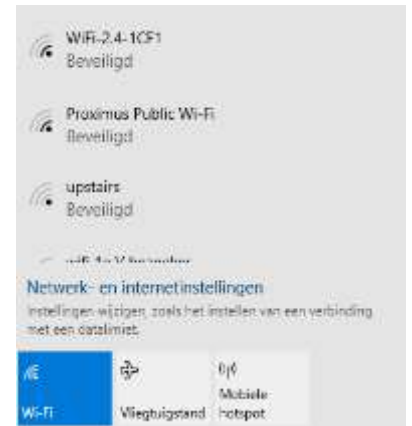 WiFi-2.4-1CF1
Beveiligd
Proximus Public Wi-Fi
Beveiligd
upstairs
Beveiligd
Netwerk- en internetinstellingen
Instellingen wijzigen, zoals het instellen van een verbinding
met een datalimiet.
Wi-Fi
Vliegtuigstand
Mobiele
hotspot